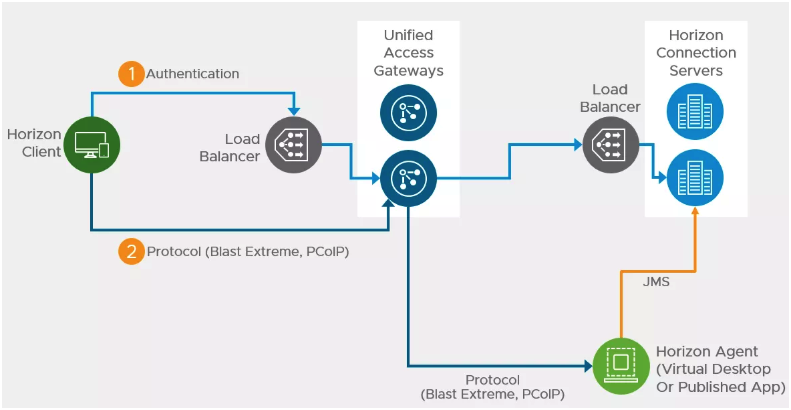 Unified
Access
Gateways
Horizon
Connection
Servers
1 Authentication
Load
Balancer
Horizon
Client
Load
Balancer
2 Protocol (Blast Extreme, PCoIP)
JMS
Horizon Agent
(Virtual Desktop
Or Published App)
Protocol
(Blast Extreme, PCoIP)